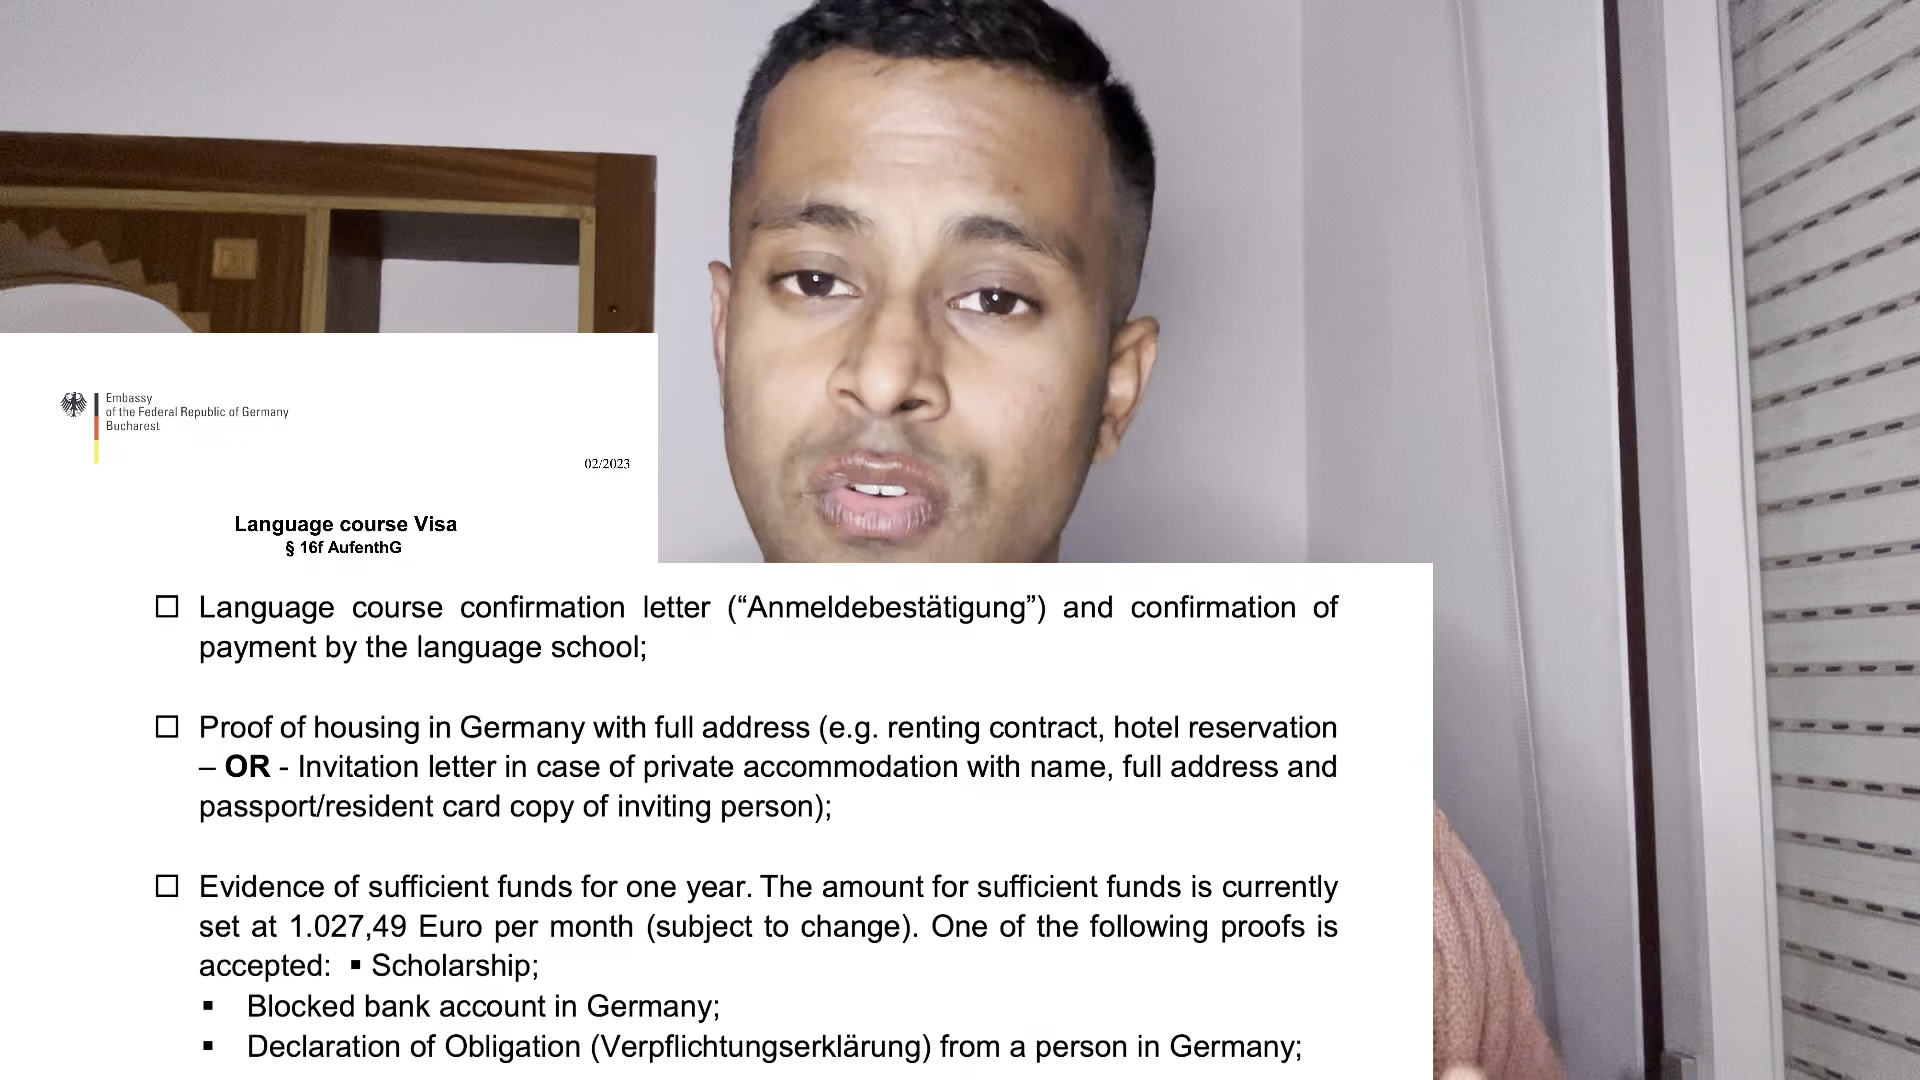 Embassy
of the Federal Republic of Germany
Bucharest
02/2023
Language course Visa
§ 16f AufenthG
☐ Language course confirmation letter (“Anmeldebestätigung”) and confirmation of
payment by the language school;
☐ Proof of housing in Germany with full address (e.g. renting contract, hotel reservation
– OR - Invitation letter in case of private accommodation with name, full address and
passport/resident card copy of inviting person);
☐ Evidence of sufficient funds for one year. The amount for sufficient funds is currently
set at 1.027,49 Euro per month (subject to change). One of the following proofs is
accepted: ▪ Scholarship;
▪ Blocked bank account in Germany;
▪ Declaration of Obligation (Verpflichtungserklärung) from a person in Germany;